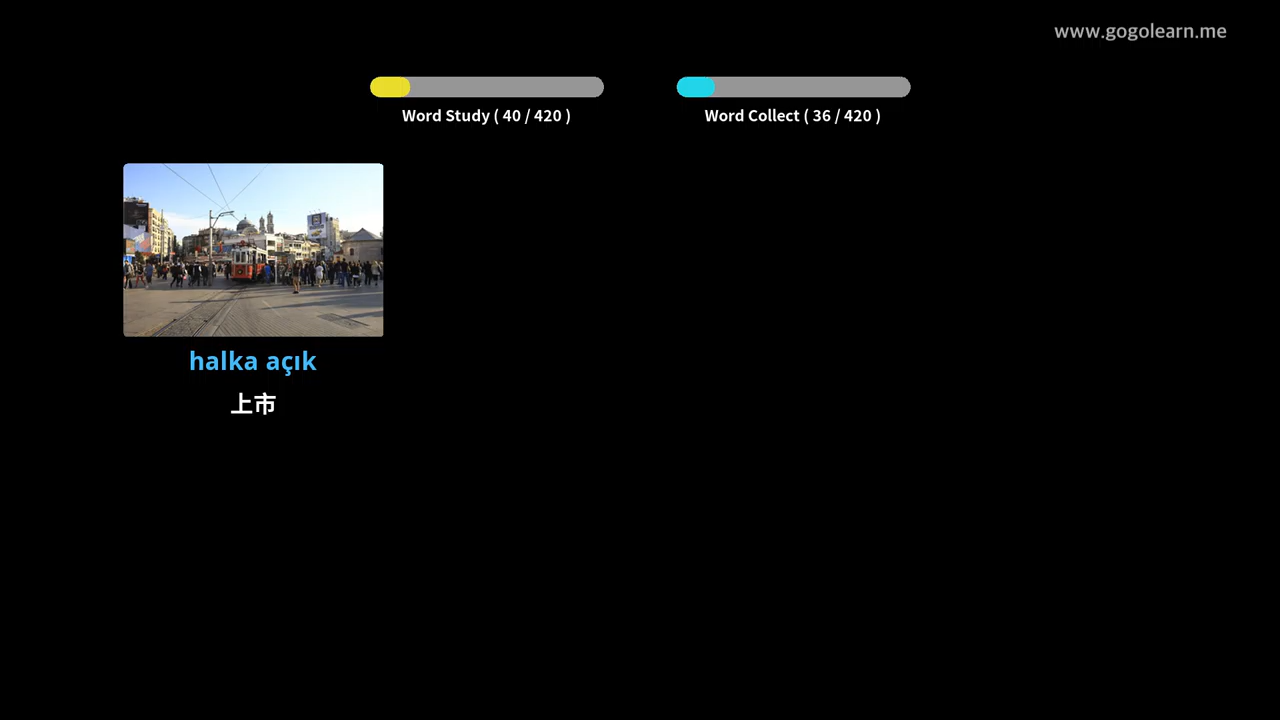 www.gogolearn.me
Word Study ( 40 / 420 )
Word Collect ( 36 / 420 )
halka açık
上市